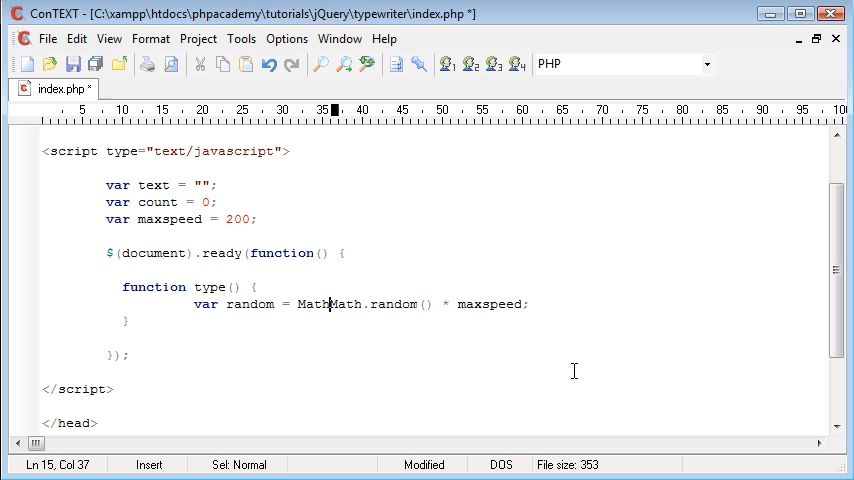 ConTEXT - [C:\xampp\htdocs\phpacademy\tutorials\jQuery\typewriter\index.php *]
File Edit View Format Project Tools Options Window Help
1 2 3 4 PHP
index.php *
5 10 15 20 25 30 35 40 45 50 55 60 65 70 75 80 85 90 95 100
<script type="text/javascript">
var text = "";
var count = 0;
var maxspeed = 200;
$(document).ready(function() {
function type() {
var random = MathMath.random() * maxspeed;
}
});
</script>
</head>
Ln 15, Col 37 Insert Sel: Normal Modified DOS File size: 353